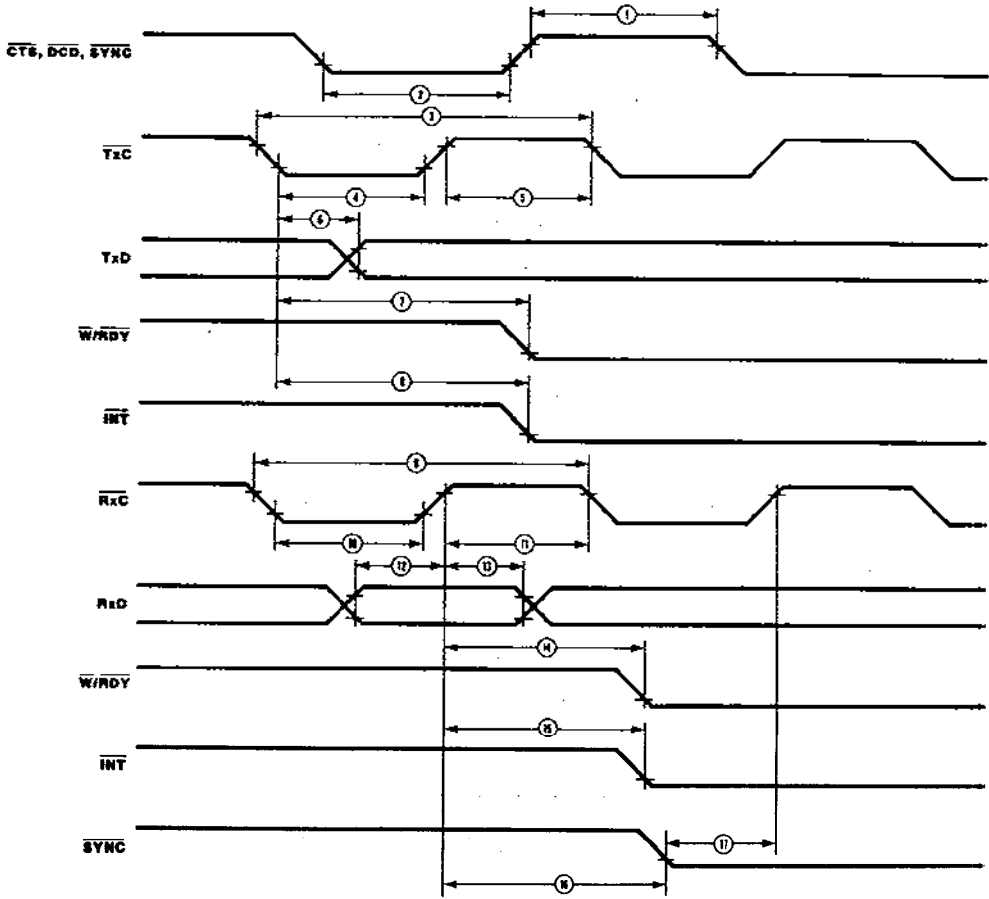 1
CTS, DCD, SYNC
2
3
TxC
4 5
6
TxD
7
W/RDY
8
INT
9
RxC
10 11
12 13
RxD
14
W/RDY
15
INT
SYNC
17
16